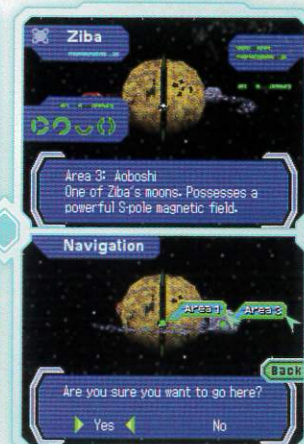 Ziba
Area 3: Aoboshi
One of Ziba's moons. Possesses a
powerful S-pole magnetic field.
Navigation
Area 1
Area 3
Back
Are you sure you want to go here?
Yes
No